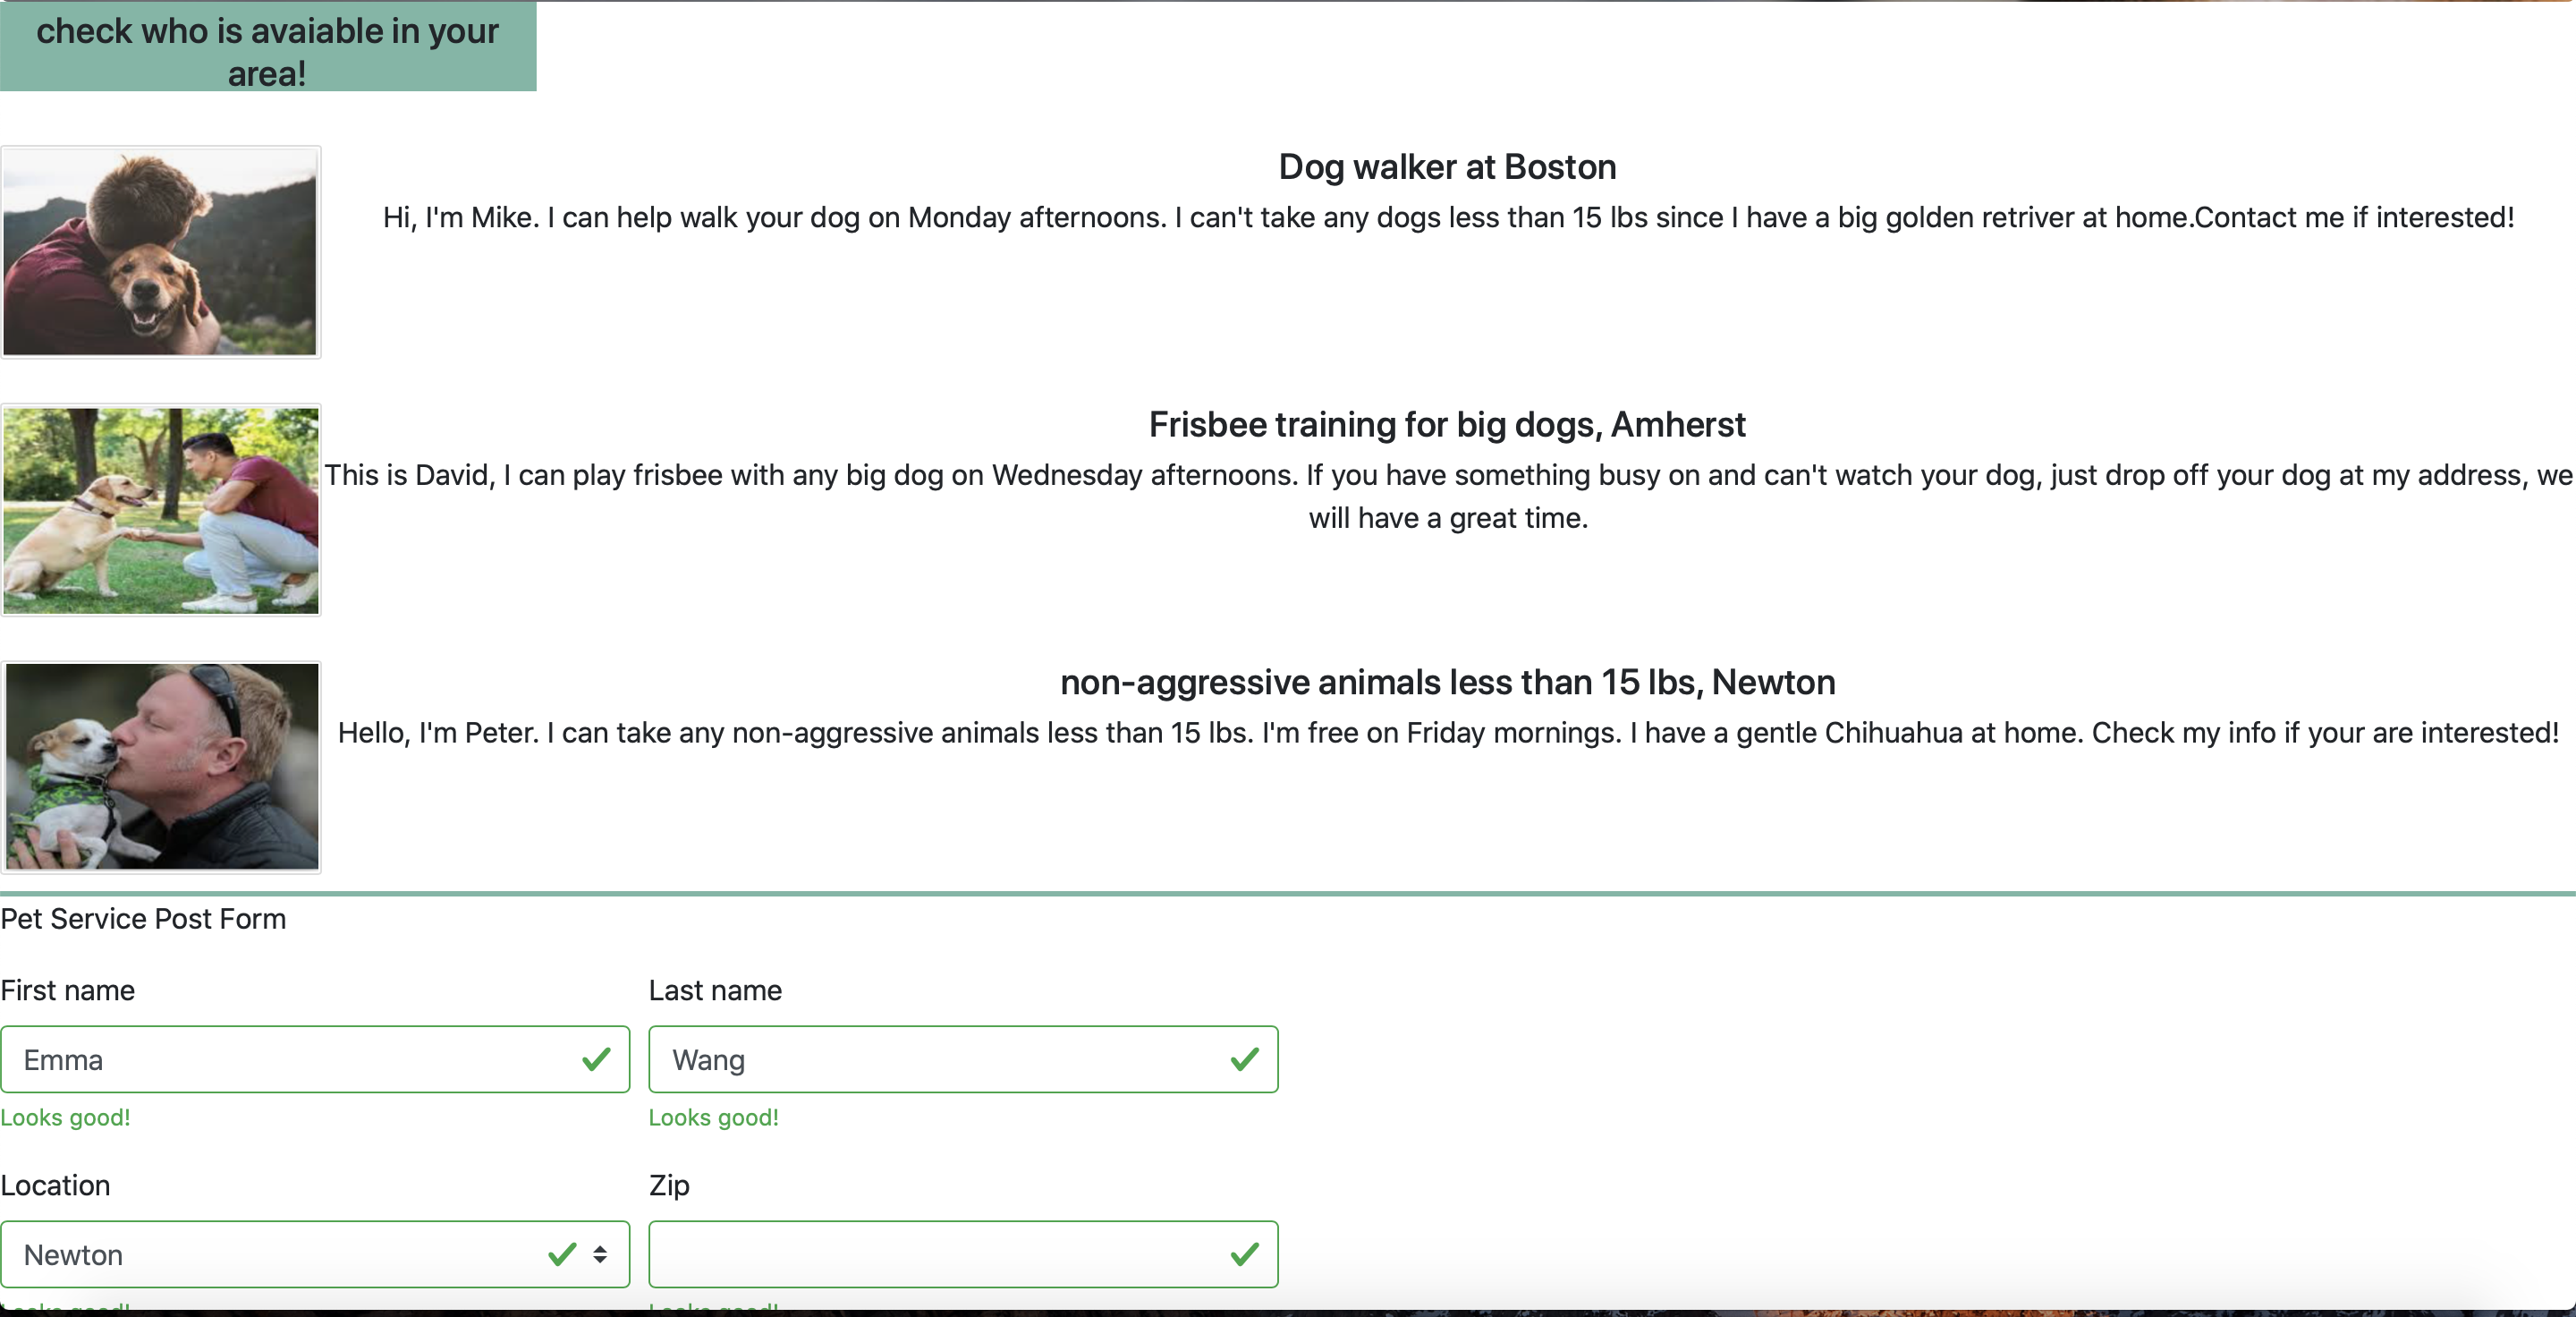 check who is avaiable in your
area!
Dog walker at Boston
Hi, I'm Mike. I can help walk your dog on Monday afternoons. I can't take any dogs less than 15 lbs since I have a big golden retriver at home.Contact me if interested!
Frisbee training for big dogs, Amherst
This is David, I can play frisbee with any big dog on Wednesday afternoons. If you have something busy on and can't watch your dog, just drop off your dog at my address, we
will have a great time.
non-aggressive animals less than 15 lbs, Newton
Hello, I'm Peter. I can take any non-aggressive animals less than 15 lbs. I'm free on Friday mornings. I have a gentle Chihuahua at home. Check my info if your are interested!
Pet Service Post Form
First name
Last name
Emma
Wang
Looks good!
Looks good!
Location
Zip
Newton
Looks good!
Looks good!